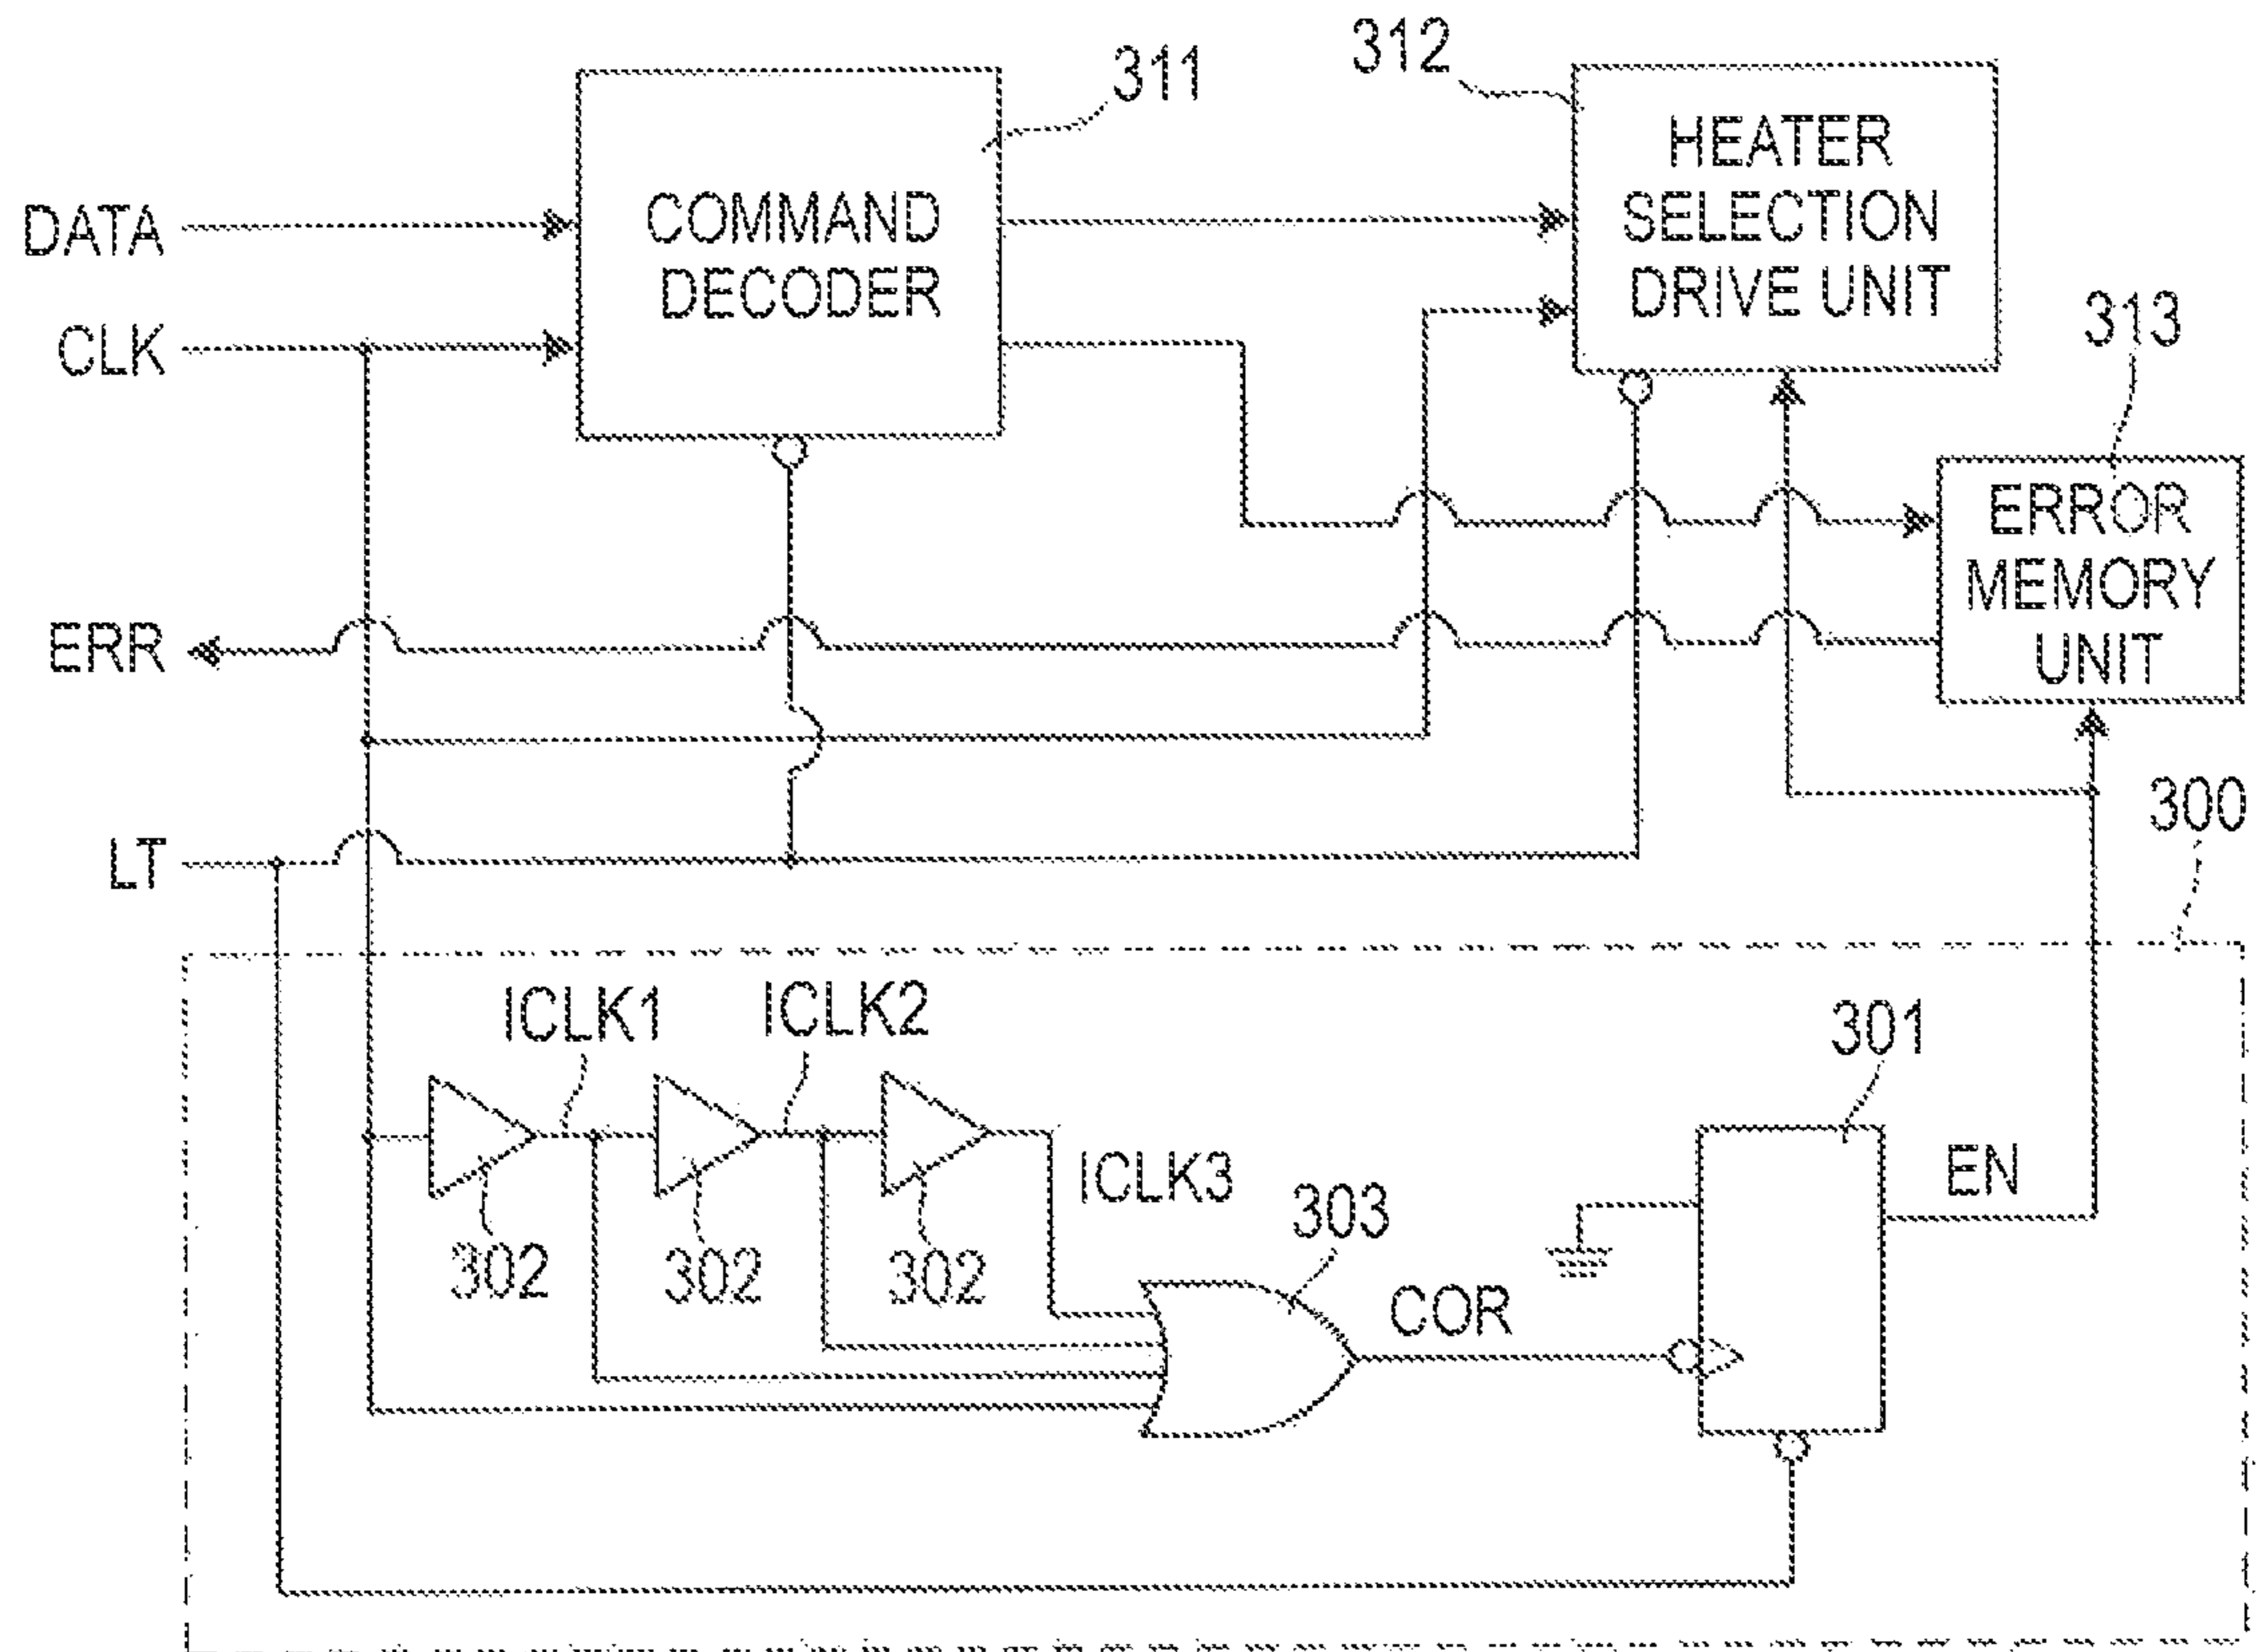 311
312
HEATER
SELECTION
DRIVE UNIT
COMMAND
DECODER
DATA
CLK
313
ERROR
MEMORY
UNIT
ERR
LT
300
ICLK1
ICLK2
301
302
302
302
ICLK3
303
EN
COR